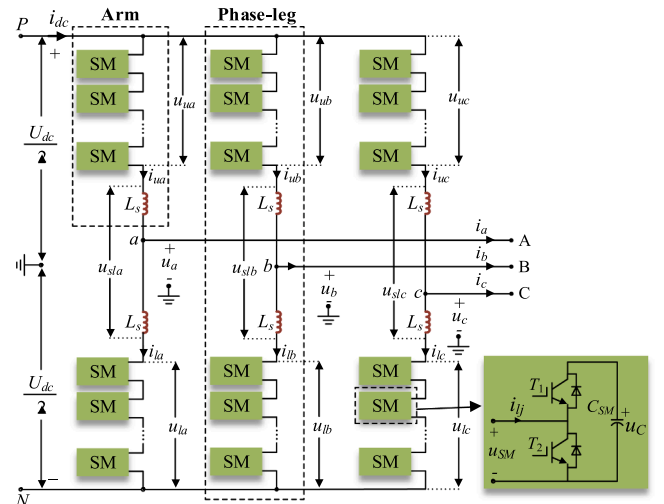 Arm Phase-leg
P i_dc
+
SM SM SM
SM SM SM
u_ua u_ub u_uc
U_dc
2
SM SM SM
i_ua i_ub i_uc
L_s L_s L_s
a i_a A
+ i_b
u_sla u_a u_slb b B
- + i_c
u_b u_slc c C
- +
u_c
L_s L_s L_s -
i_la i_lb i_lc
SM SM SM
T_1
U_dc
2
SM SM SM i_lj C_SM + u_C
u_la u_lb u_lc +
T_2
u_SM
SM SM SM
- -
N